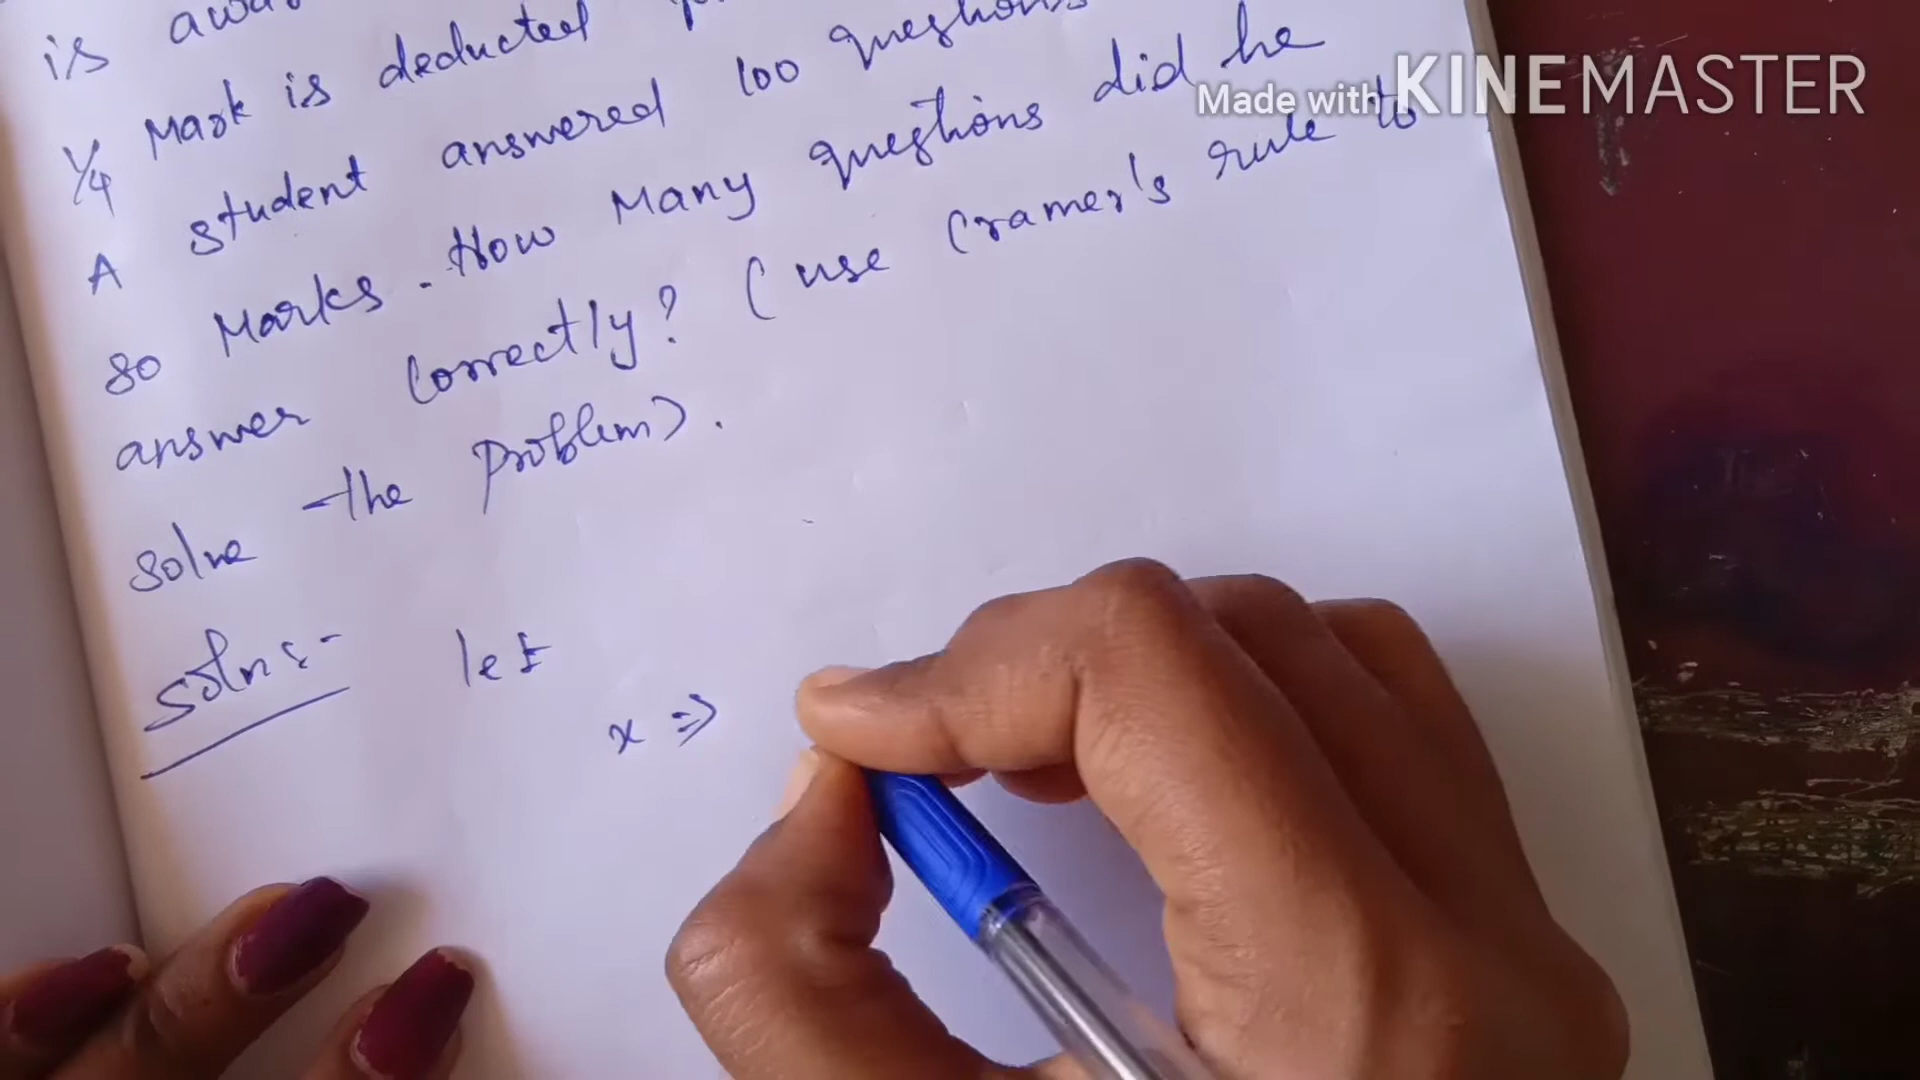 is
1/4 Mark is deducted
A student answered 100 questions
80 Marks. How Many questions did he
answer correctly? (use Cramer's rule to
solve the problem).
Soln:- let
x ⇒
Made with KINEMASTER